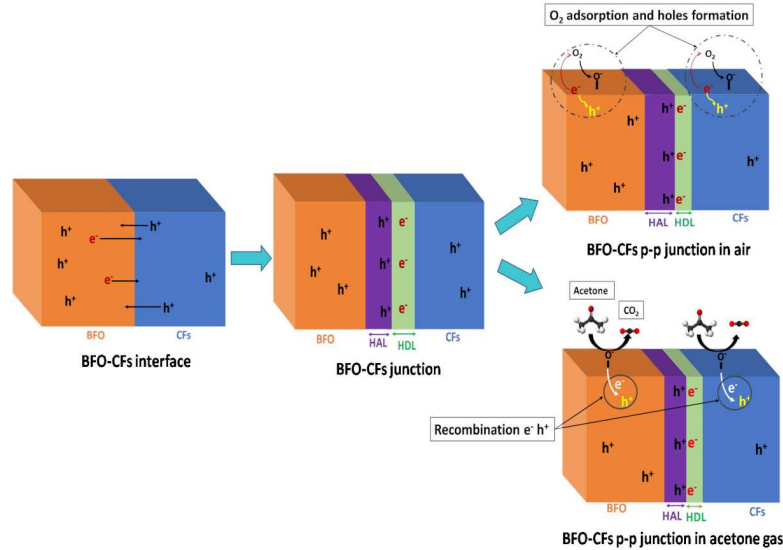 O₂ adsorption and holes formation
O₂
O⁻
e⁻
h⁺
O₂
O⁻
e⁻
h⁺
h⁺
h⁺ e⁻
h⁺
h⁺ e⁻
h⁺
h⁺
h⁺ e⁻
BFO
HAL
HDL
CFs
BFO-CFs p-p junction in air
h⁺
h⁺
e⁻
h⁺
h⁺
e⁻
h⁺
h⁺
BFO
CFs
BFO-CFs interface
h⁺
h⁺ e⁻
h⁺
h⁺ e⁻
h⁺
h⁺
h⁺
h⁺ e⁻
BFO
HAL
HDL
CFs
BFO-CFs junction
Acetone
CO₂
O⁻
e⁻
h⁺
O⁻
e⁻
h⁺
Recombination e⁻ h⁺
h⁺ e⁻
h⁺
h⁺ e⁻
h⁺
h⁺
h⁺ e⁻
BFO
HAL
HDL
CFs
BFO-CFs p-p junction in acetone gas